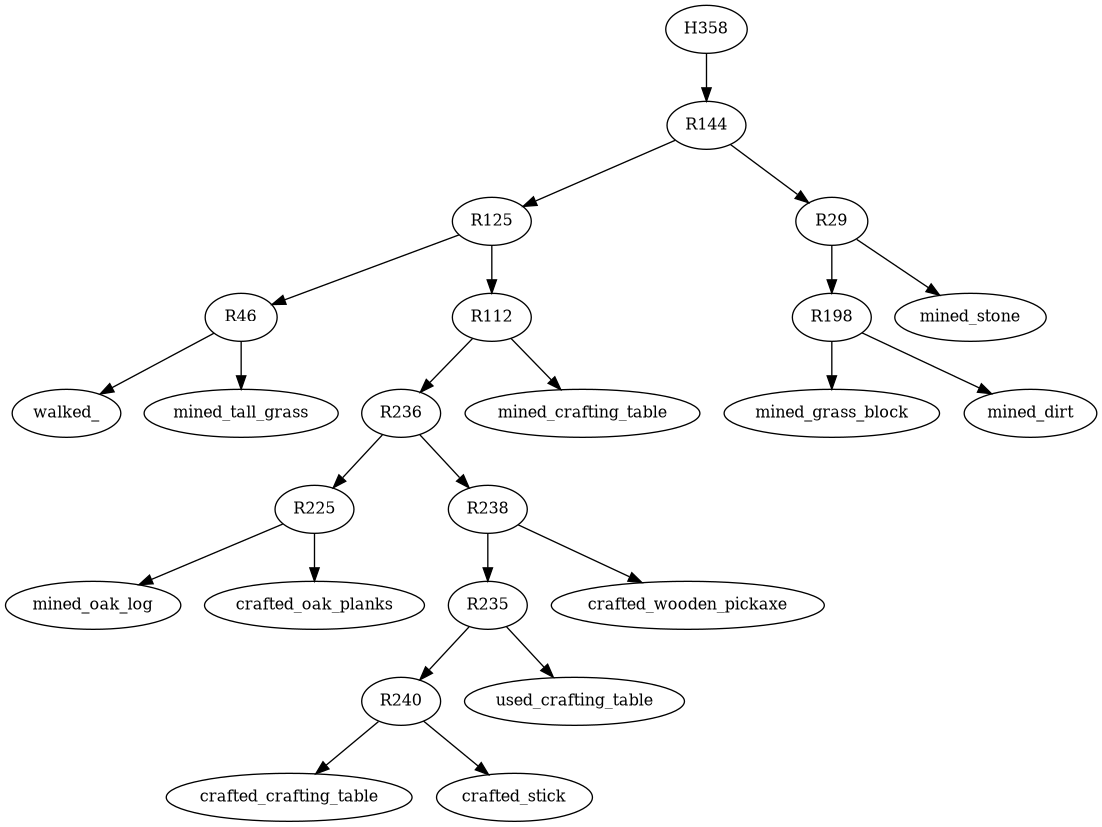 H358
R144
R125
R29
R46
R112
R198
mined_stone
walked_
mined_tall_grass
R236
mined_crafting_table
mined_grass_block
mined_dirt
R225
R238
mined_oak_log
crafted_oak_planks
R235
crafted_wooden_pickaxe
R240
used_crafting_table
crafted_crafting_table
crafted_stick